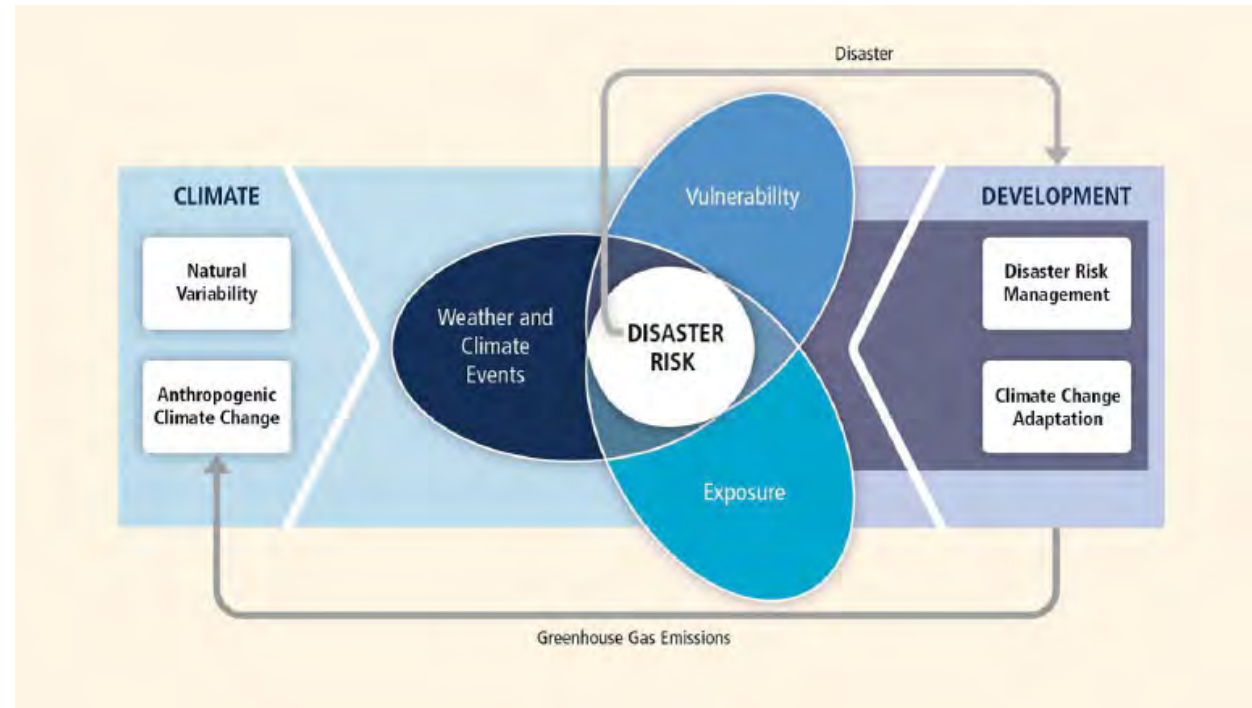 Disaster
CLIMATE
Natural
Variability
Anthropogenic
Climate Change
Vulnerability
Weather and
Climate
Events
DISASTER
RISK
Exposure
DEVELOPMENT
Disaster Risk
Management
Climate Change
Adaptation
Greenhouse Gas Emissions